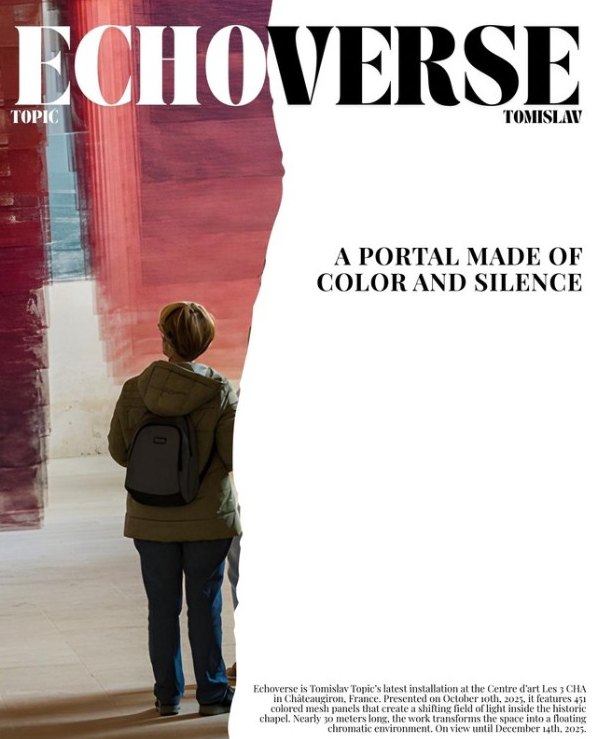 ECHOVERSE
TOPIC
TOMISLAV
A PORTAL MADE OF
COLOR AND SILENCE
Echoverse is Tomislav Topic's latest installation at the Centre d'art Les 3 CHA
in Châteaugiron, France. Presented on October 10th, 2025, it features 451
colored mesh panels that create a shifting field of light inside the historic
chapel. Nearly 30 meters long, the work transforms the space into a floating
chromatic environment. On view until December 14th, 2025.